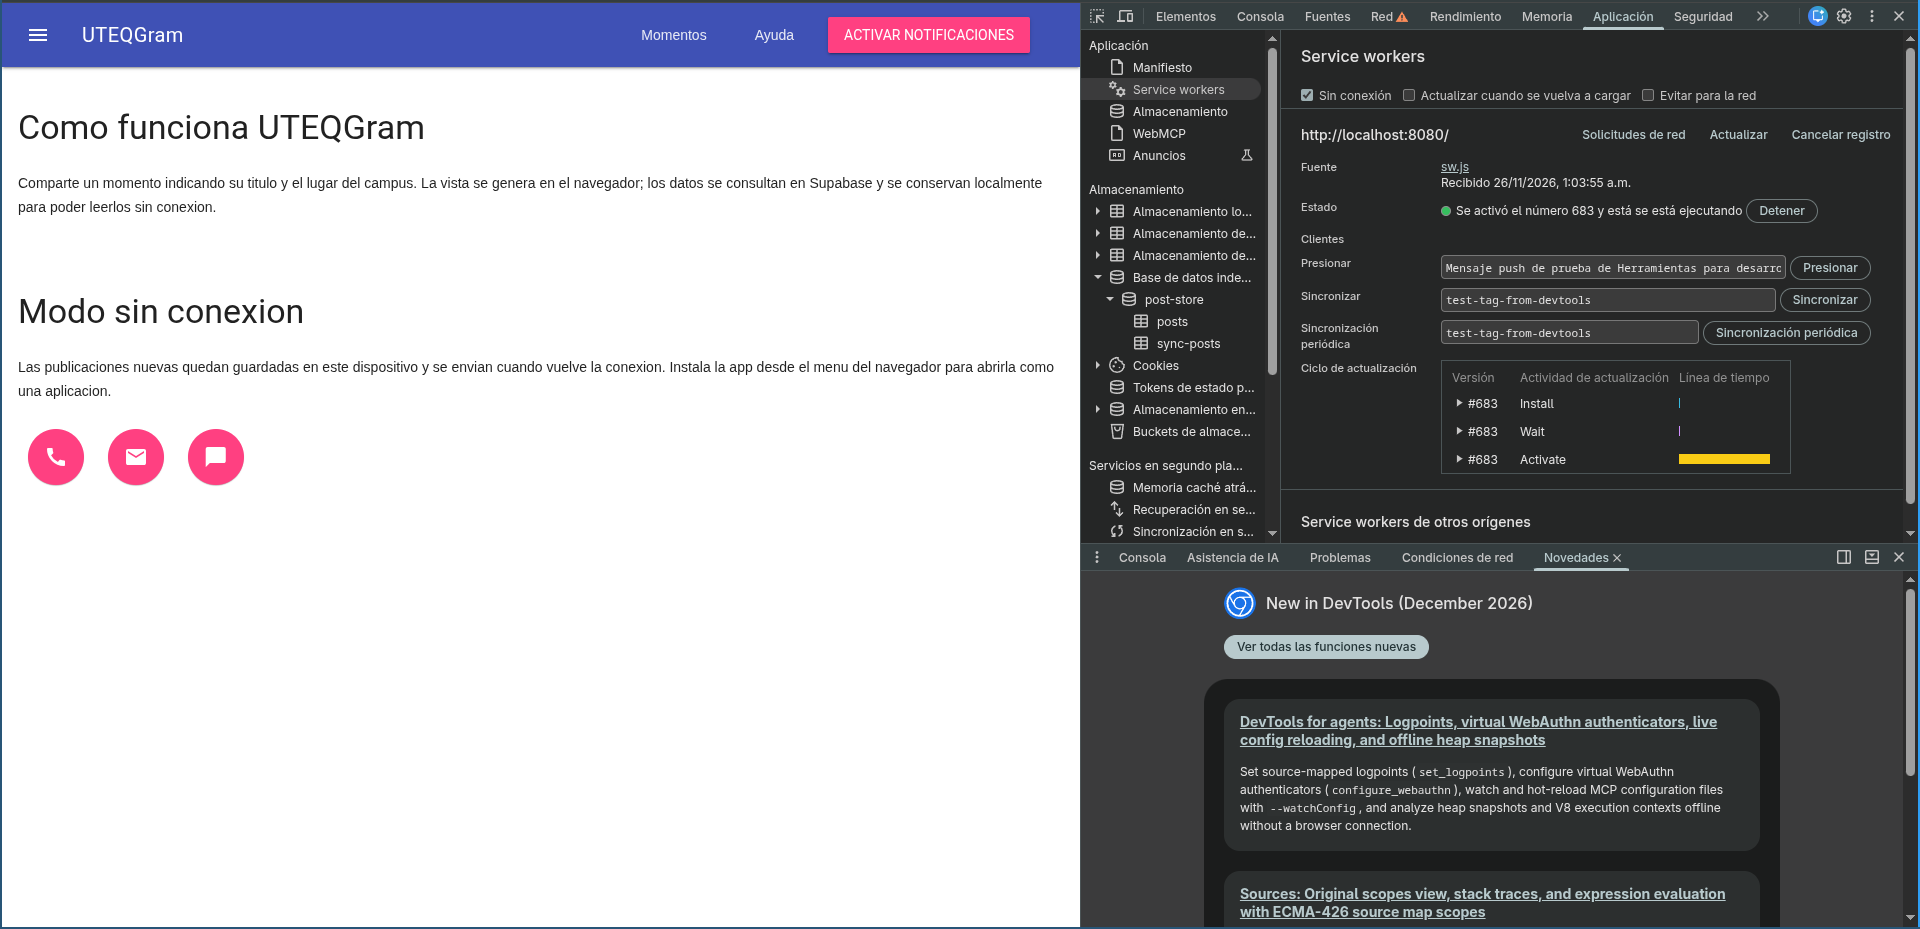 UTEQGram
Momentos
Ayuda
ACTIVAR NOTIFICACIONES
Como funciona UTEQGram
Comparte un momento indicando su titulo y el lugar del campus. La vista se genera en el navegador; los datos se consultan en Supabase y se conservan localmente
para poder leerlos sin conexion.
Modo sin conexion
Las publicaciones nuevas quedan guardadas en este dispositivo y se envian cuando vuelve la conexion. Instala la app desde el menu del navegador para abrirla como
una aplicacion.
Elementos
Consola
Fuentes
Red
Rendimiento
Memoria
Aplicación
Seguridad
Aplicación
Manifiesto
Service workers
Almacenamiento
WebMCP
Anuncios
Almacenamiento
Almacenamiento lo...
Almacenamiento de...
Almacenamiento de...
Base de datos inde...
post-store
posts
sync-posts
Cookies
Tokens de estado p...
Almacenamiento en...
Buckets de almace...
Servicios en segundo pla...
Memoria caché atrá...
Recuperación en se...
Sincronización en s...
Service workers
Sin conexión
Actualizar cuando se vuelva a cargar
Evitar para la red
http://localhost:8080/
Solicitudes de red
Actualizar
Cancelar registro
Fuente
sw.js
Recibido 26/11/2026, 1:03:55 a.m.
Estado
Se activó el número 683 y está se está ejecutando
Detener
Clientes
Presionar
Mensaje push de prueba de Herramientas para desarro
Presionar
Sincronizar
test-tag-from-devtools
Sincronizar
Sincronización
periódica
test-tag-from-devtools
Sincronización periódica
Ciclo de actualización
Versión Actividad de actualización Línea de tiempo
#683 Install
#683 Wait
#683 Activate
Service workers de otros orígenes
Consola
Asistencia de IA
Problemas
Condiciones de red
Novedades
New in DevTools (December 2026)
Ver todas las funciones nuevas
DevTools for agents: Logpoints, virtual WebAuthn authenticators, live
config reloading, and offline heap snapshots
Set source-mapped logpoints ( set_logpoints ), configure virtual WebAuthn
authenticators ( configure_webauthn ), watch and hot-reload MCP configuration files
with --watchConfig , and analyze heap snapshots and V8 execution contexts offline
without a browser connection.
Sources: Original scopes view, stack traces, and expression evaluation
with ECMA-426 source map scopes